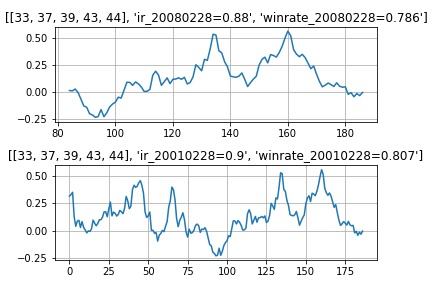 [[33, 37, 39, 43, 44], 'ir_20080228=0.88', 'winrate_20080228=0.786']
0.50
0.25
0.00
−0.25
80 100 120 140 160 180
[[33, 37, 39, 43, 44], 'ir_20010228=0.9', 'winrate_20010228=0.807']
0.50
0.25
0.00
−0.25
0 25 50 75 100 125 150 175